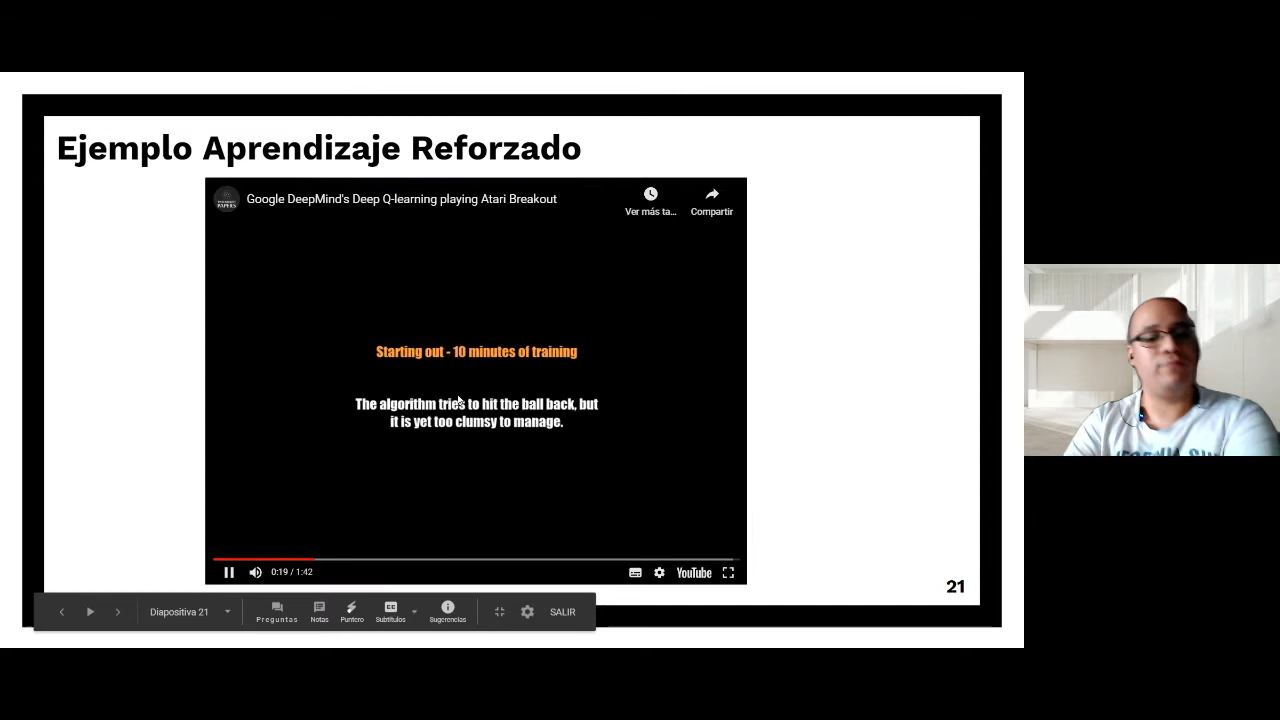 Ejemplo Aprendizaje Reforzado
Google DeepMind's Deep Q-learning playing Atari Breakout
Ver más ta...
Compartir
Starting out - 10 minutes of training
The algorithm tries to hit the ball back, but
it is yet too clumsy to manage.
0:19 / 1:42
YouTube
21
Diapositiva 21
Preguntas
Notas
Puntero
CC
Subtítulos
Sugerencias
SALIR